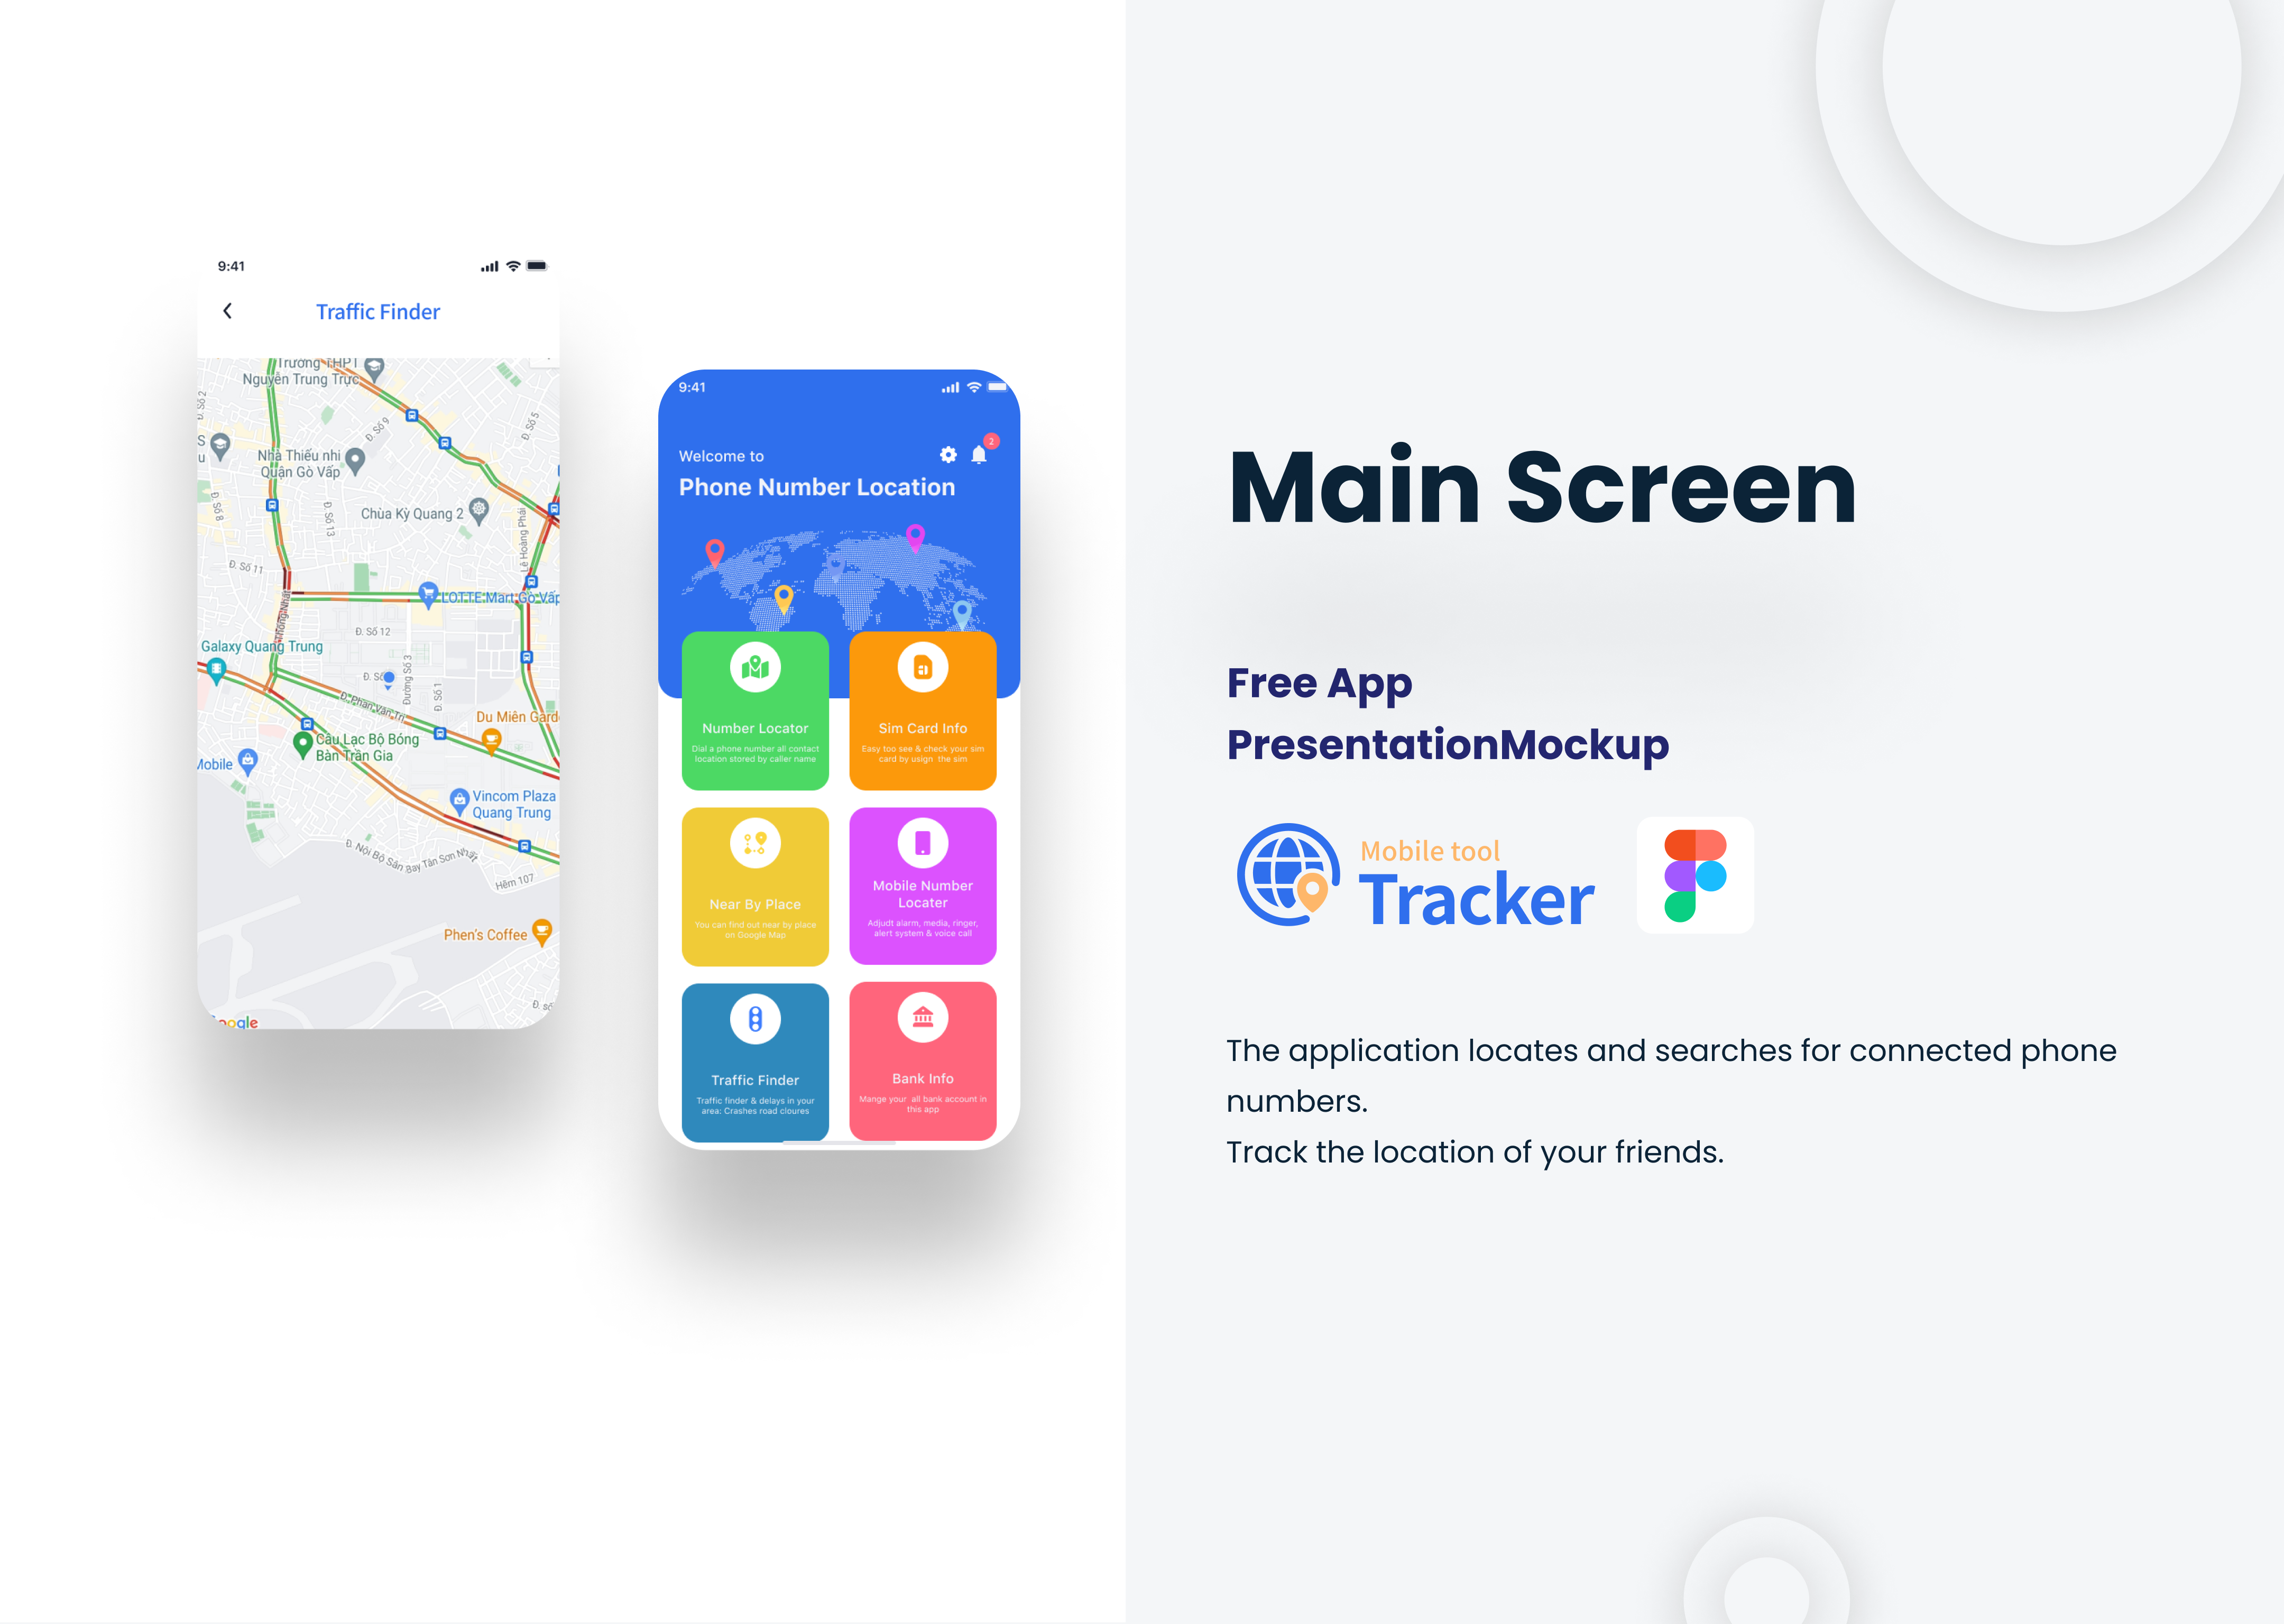 9:41
Traffic Finder
Trường THPT
Nguyễn Trung Trực
Đ. Số 2
Đ. Số 9
Đ. Số 5
S
u
Nhà Thiếu nhi
Quận Gò Vấp
Đ. Số 8
Đ. Số 13
Chùa Kỳ Quang 2
Lê Hoàng Phái
Đ. Số 11
Thống Nhất
LOTTE Mart Gò Vấp
Đ. Số 12
Galaxy Quang Trung
Đường Số 3
Đ. Số 1
Đ. Phan Văn Trị
Du Miên Gard
Câu Lạc Bộ Bóng
Bàn Trần Gia
Mobile
Vincom Plaza
Quang Trung
Đ. Nội Bộ Sân Bay Tân Sơn Nhất
Hẻm 107
Phen's Coffee
Đ. số
Google
9:41
Welcome to
2
Phone Number Location
Number Locator
Dial a phone number all contact
location stored by caller name
Sim Card Info
Easy too see & check your sim
card by usign the sim
Near By Place
You can find out near by place
on Google Map
Mobile Number
Locater
Adjudt alarm, media, ringer,
alert system & voice call
Traffic Finder
Traffic finder & delays in your
area: Crashes road cloures
Bank Info
Mange your all bank account in
this app
Main Screen
Free App
PresentationMockup
Mobile tool
Tracker
The application locates and searches for connected phone
numbers.
Track the location of your friends.